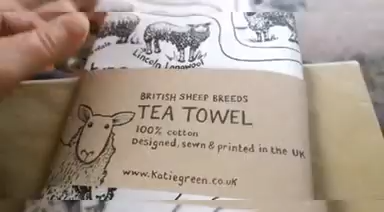 Lincoln Longwool
BRITISH SHEEP BREEDS
TEA TOWEL
100% cotton
Designed, sewn & printed in the UK
www.katiegreen.co.uk